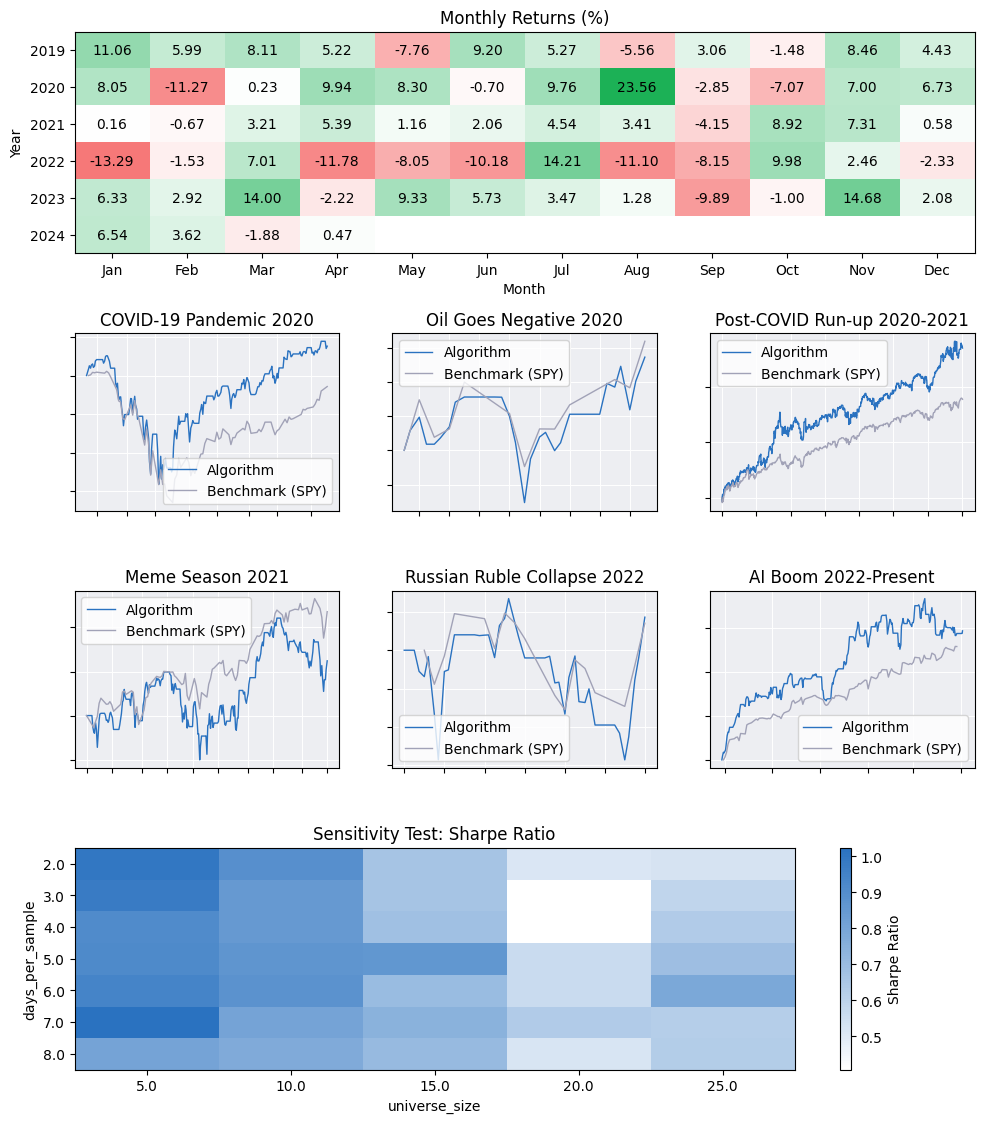 Monthly Returns (%)
Year
2019 11.06 5.99 8.11 5.22 -7.76 9.20 5.27 -5.56 3.06 -1.48 8.46 4.43
2020 8.05 -11.27 0.23 9.94 8.30 -0.70 9.76 23.56 -2.85 -7.07 7.00 6.73
2021 0.16 -0.67 3.21 5.39 1.16 2.06 4.54 3.41 -4.15 8.92 7.31 0.58
2022 -13.29 -1.53 7.01 -11.78 -8.05 -10.18 14.21 -11.10 -8.15 9.98 2.46 -2.33
2023 6.33 2.92 14.00 -2.22 9.33 5.73 3.47 1.28 -9.89 -1.00 14.68 2.08
2024 6.54 3.62 -1.88 0.47
Jan Feb Mar Apr May Jun Jul Aug Sep Oct Nov Dec
Month
COVID-19 Pandemic 2020
Algorithm
Benchmark (SPY)
Oil Goes Negative 2020
Algorithm
Benchmark (SPY)
Post-COVID Run-up 2020-2021
Algorithm
Benchmark (SPY)
Meme Season 2021
Algorithm
Benchmark (SPY)
Russian Ruble Collapse 2022
Algorithm
Benchmark (SPY)
AI Boom 2022-Present
Algorithm
Benchmark (SPY)
Sensitivity Test: Sharpe Ratio
days_per_sample
2.0
3.0
4.0
5.0
6.0
7.0
8.0
5.0 10.0 15.0 20.0 25.0
universe_size
1.0
0.9
0.8
0.7
0.6
0.5
Sharpe Ratio